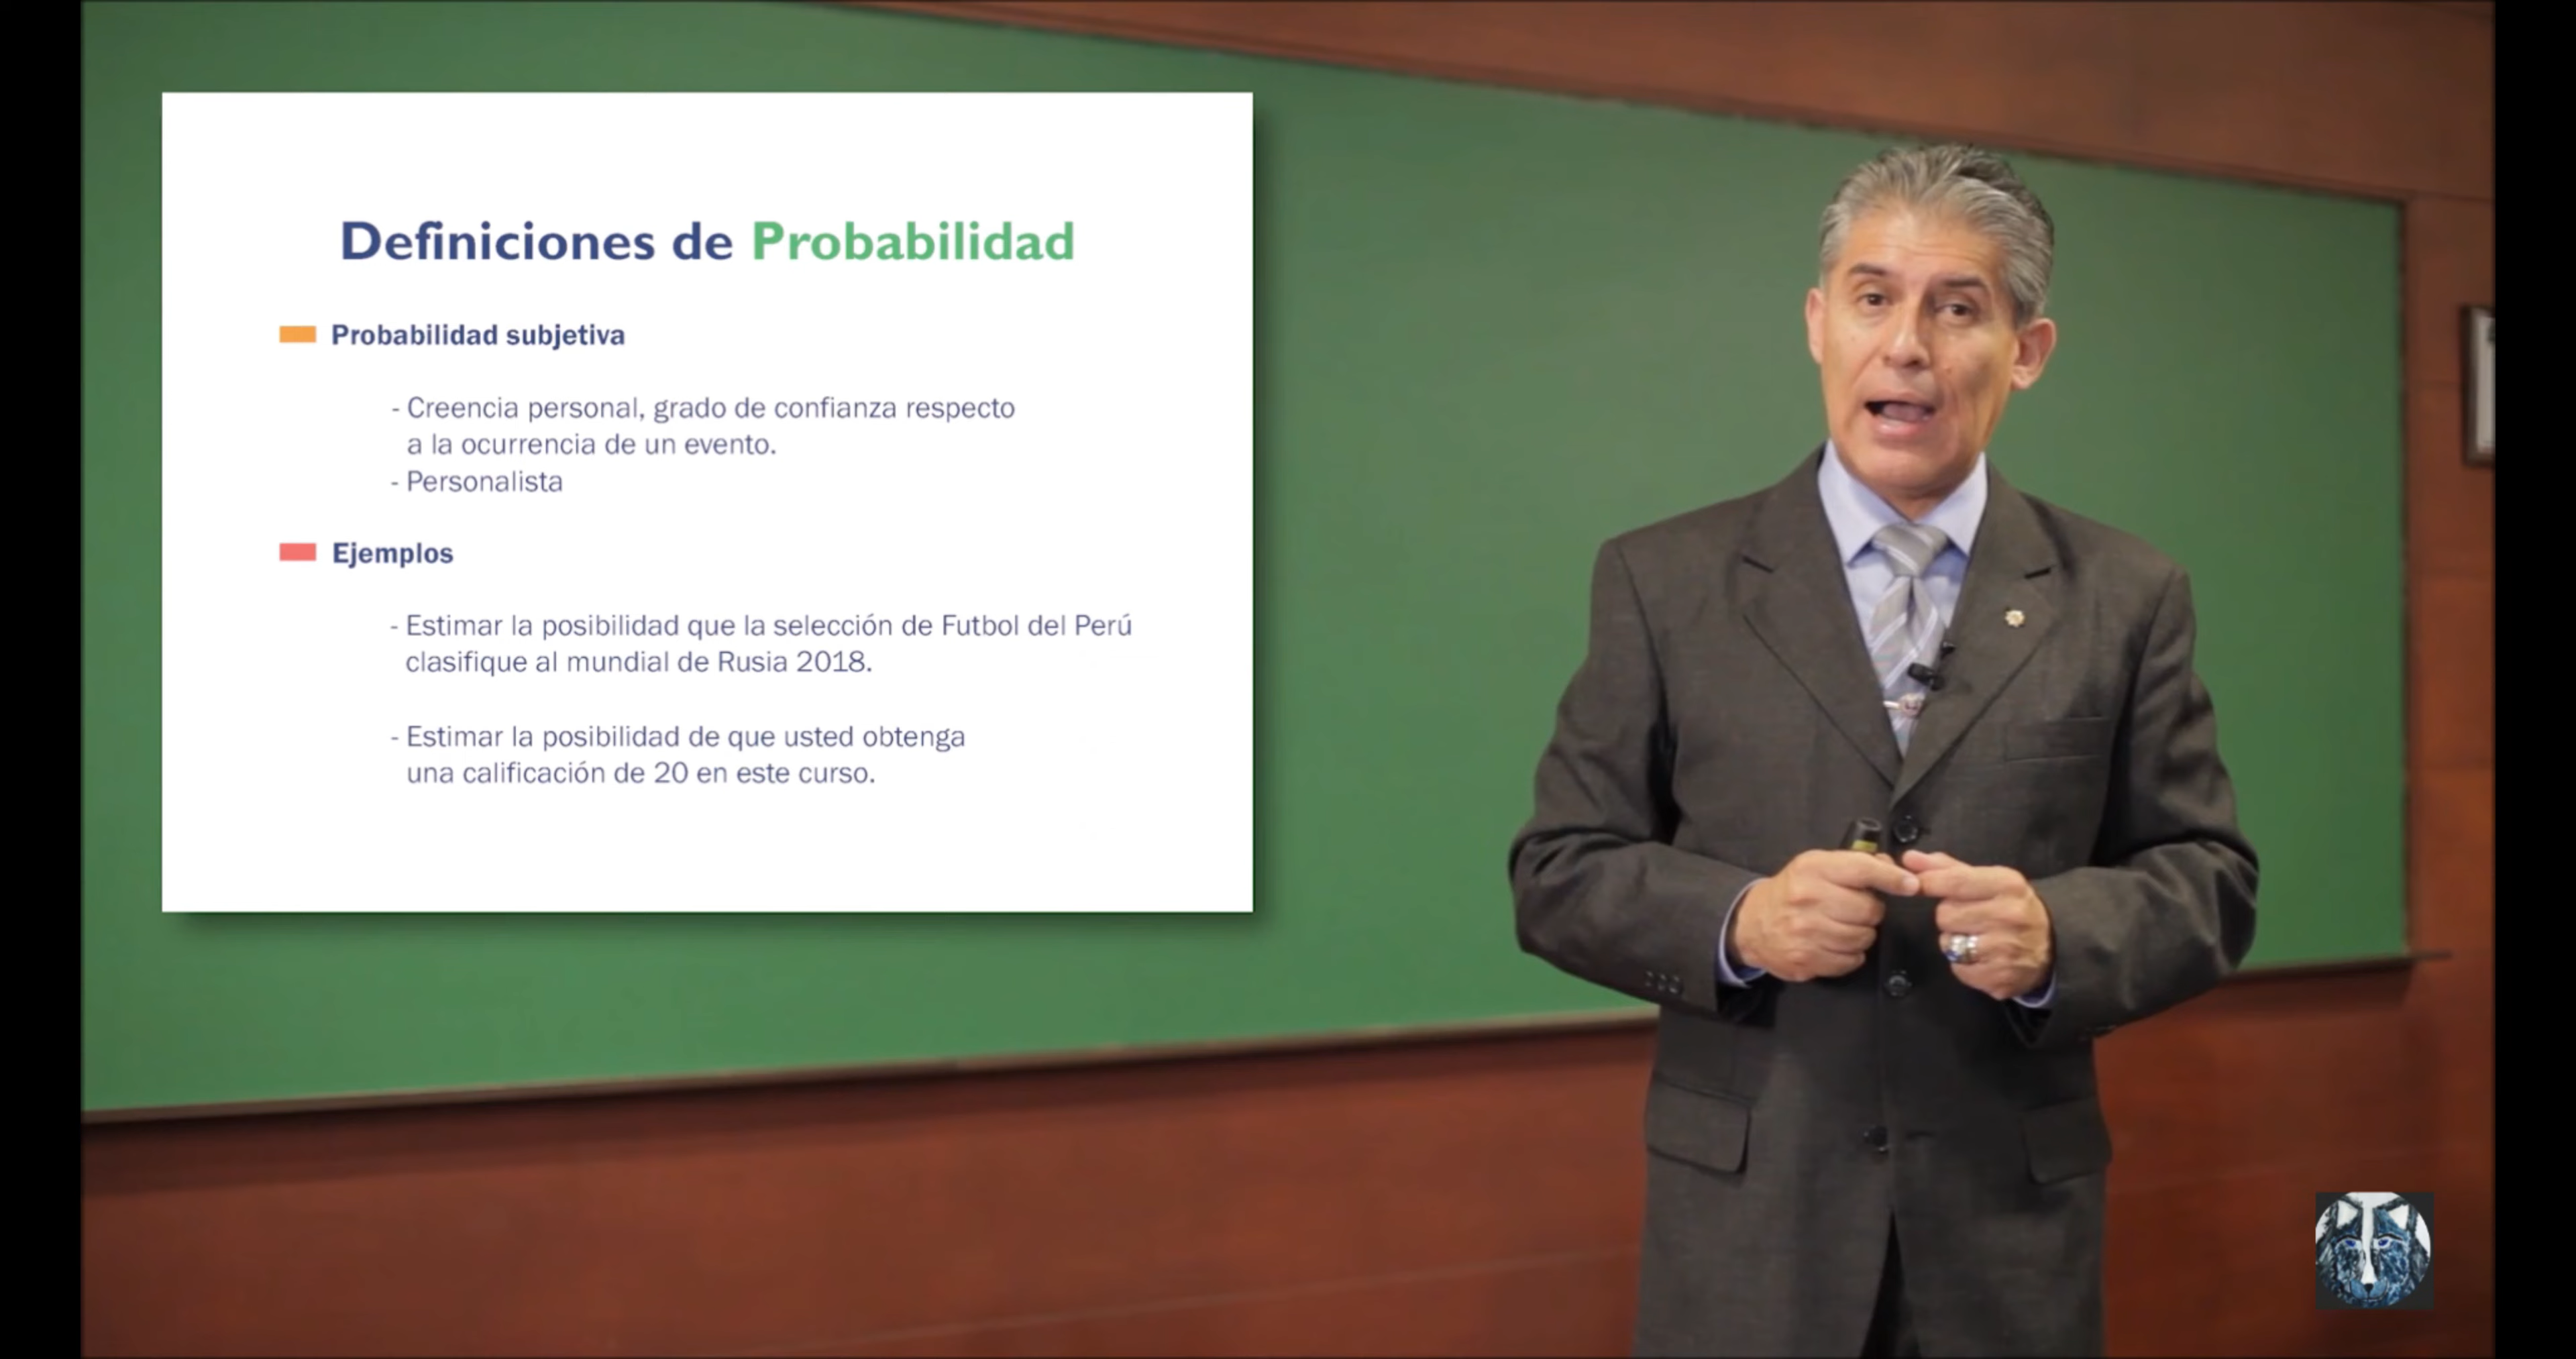 Definiciones de Probabilidad
Probabilidad subjetiva
- Creencia personal, grado de confianza respecto
a la ocurrencia de un evento.
- Personalista
Ejemplos
- Estimar la posibilidad que la selección de Futbol del Perú
clasifique al mundial de Rusia 2018.
- Estimar la posibilidad de que usted obtenga
una calificación de 20 en este curso.